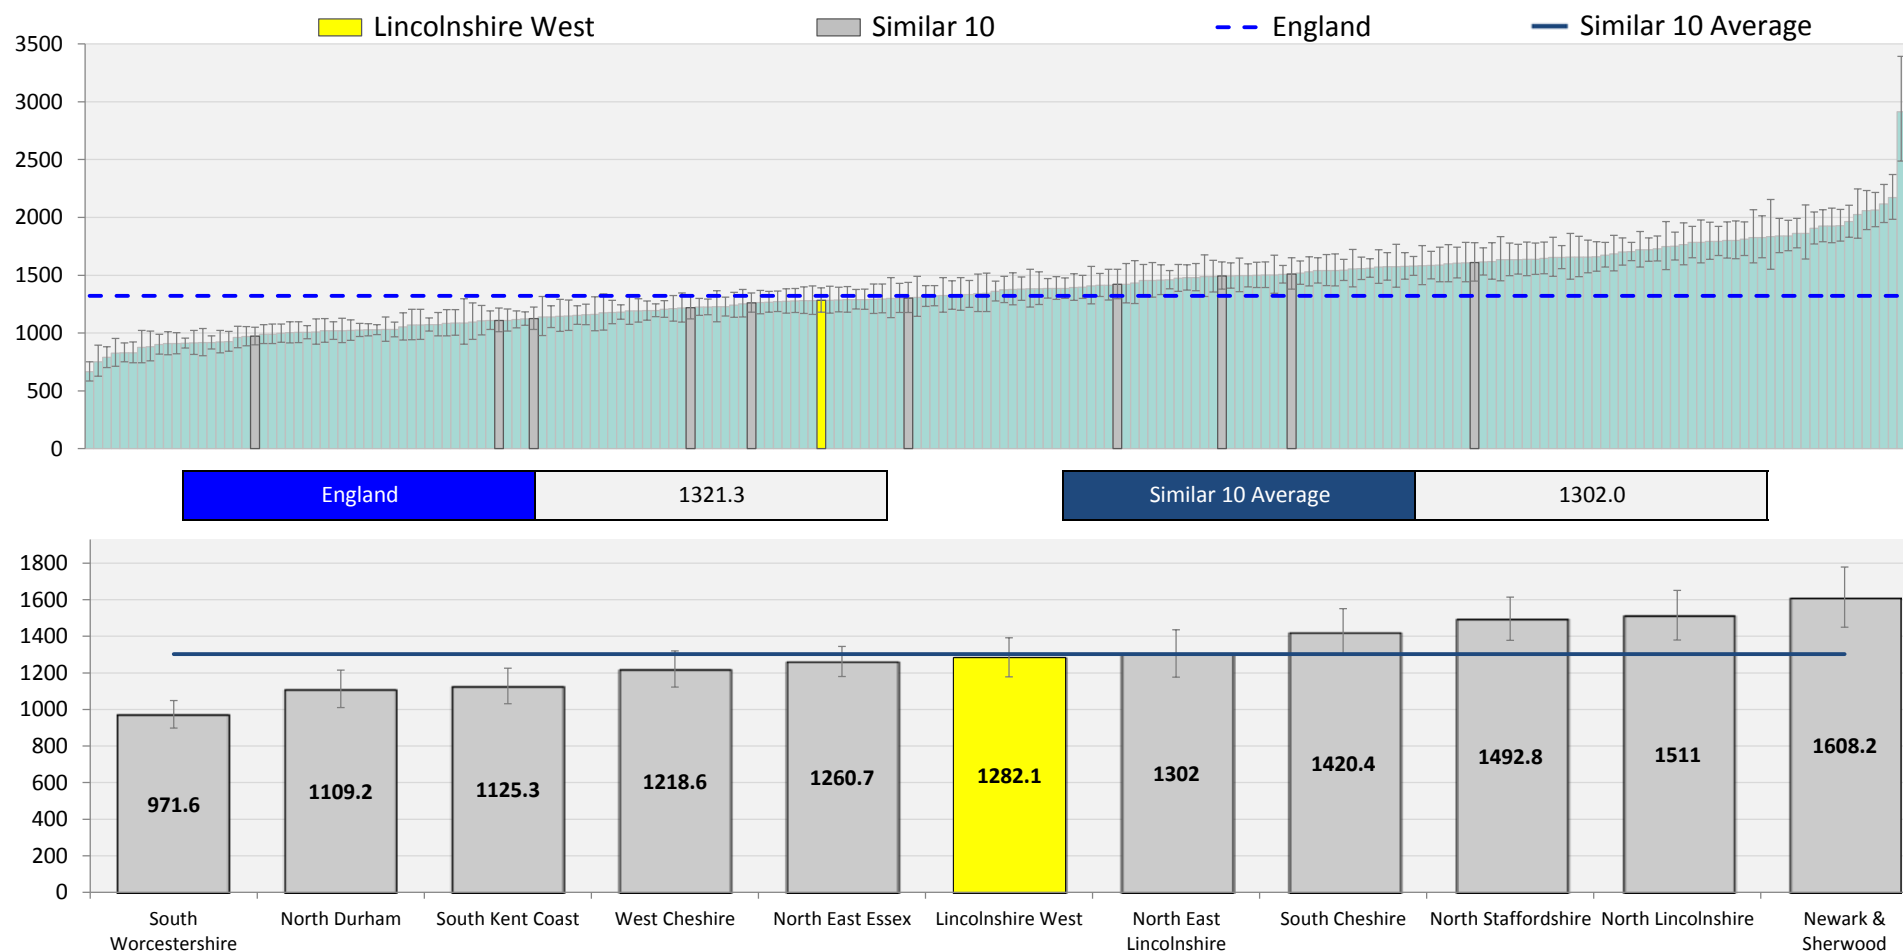 Lincolnshire West
Similar 10
England
Similar 10 Average
3500
3000
2500
2000
1500
1000
500
0
England
1321.3
Similar 10 Average
1302.0
1800
1600
1400
1200
1000
800
600
400
200
0
971.6
1109.2
1125.3
1218.6
1260.7
1282.1
1302
1420.4
1492.8
1511
1608.2
South
Worcestershire
North Durham
South Kent Coast
West Cheshire
North East Essex
Lincolnshire West
North East
Lincolnshire
South Cheshire
North Staffordshire
North Lincolnshire
Newark &
Sherwood